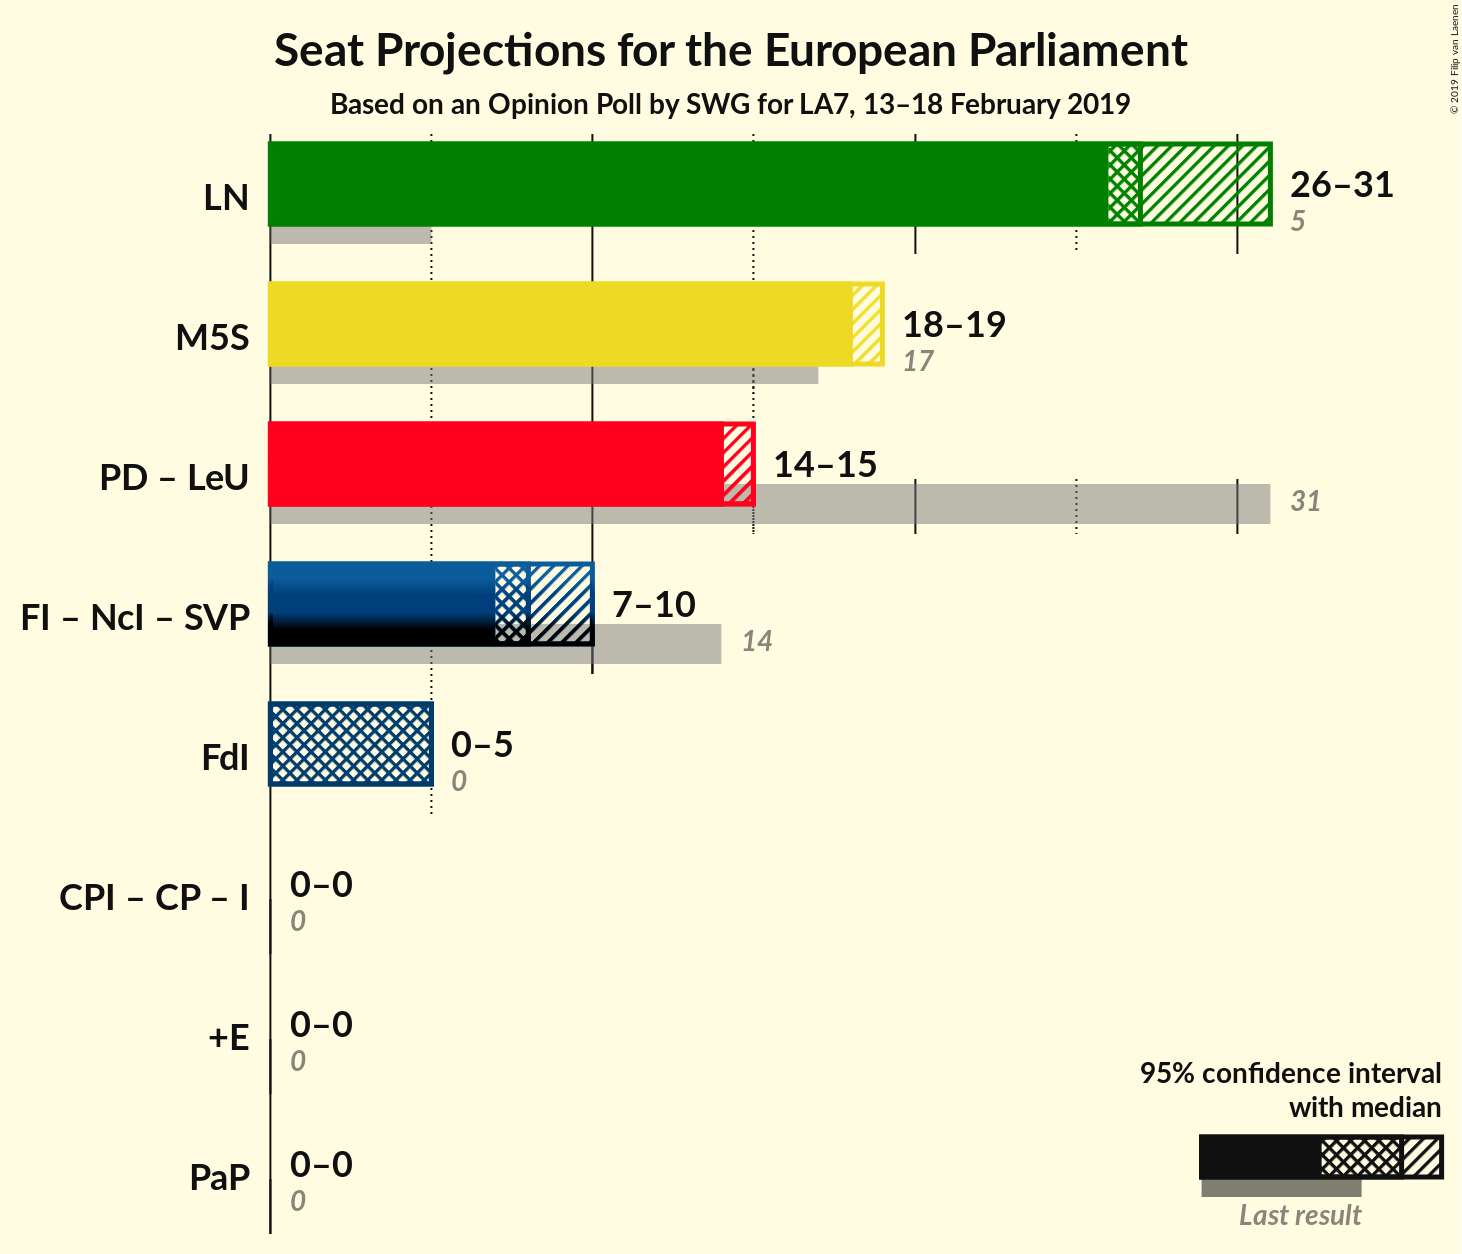 Seat Projections for the European Parliament
Based on an Opinion Poll by SWG for LA7, 13–18 February 2019
© 2019 Filip van Laenen
LN
26–31
5
M5S
18–19
17
PD – LeU
14–15
31
FI – NcI – SVP
7–10
14
FdI
0–5
0
CPI – CP – I
0–0
0
+E
0–0
0
PaP
0–0
0
95% confidence interval
with median
Last result